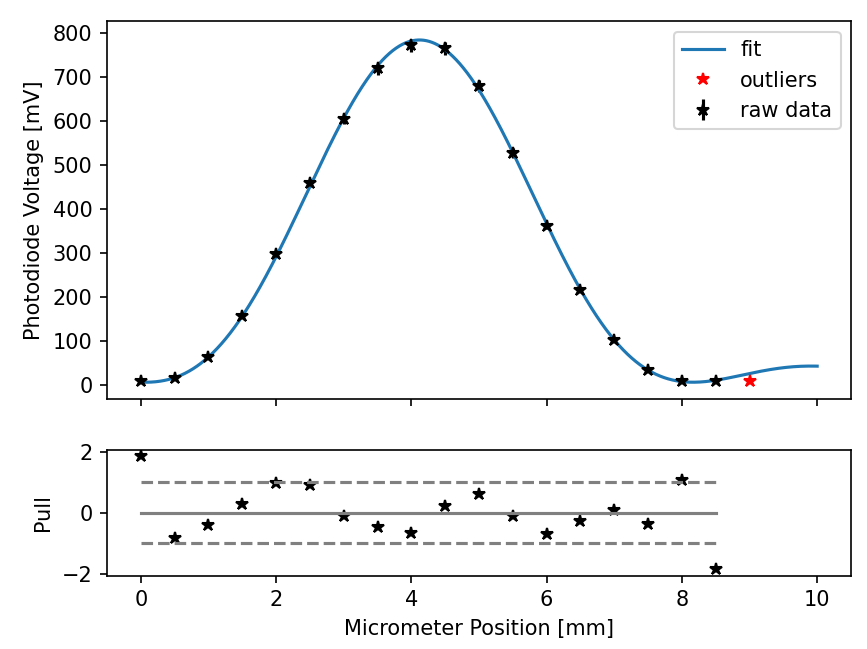 800
700
600
500
400
300
200
100
0
Photodiode Voltage [mV]
fit
outliers
raw data
2
0
−2
Pull
0 2 4 6 8 10
Micrometer Position [mm]